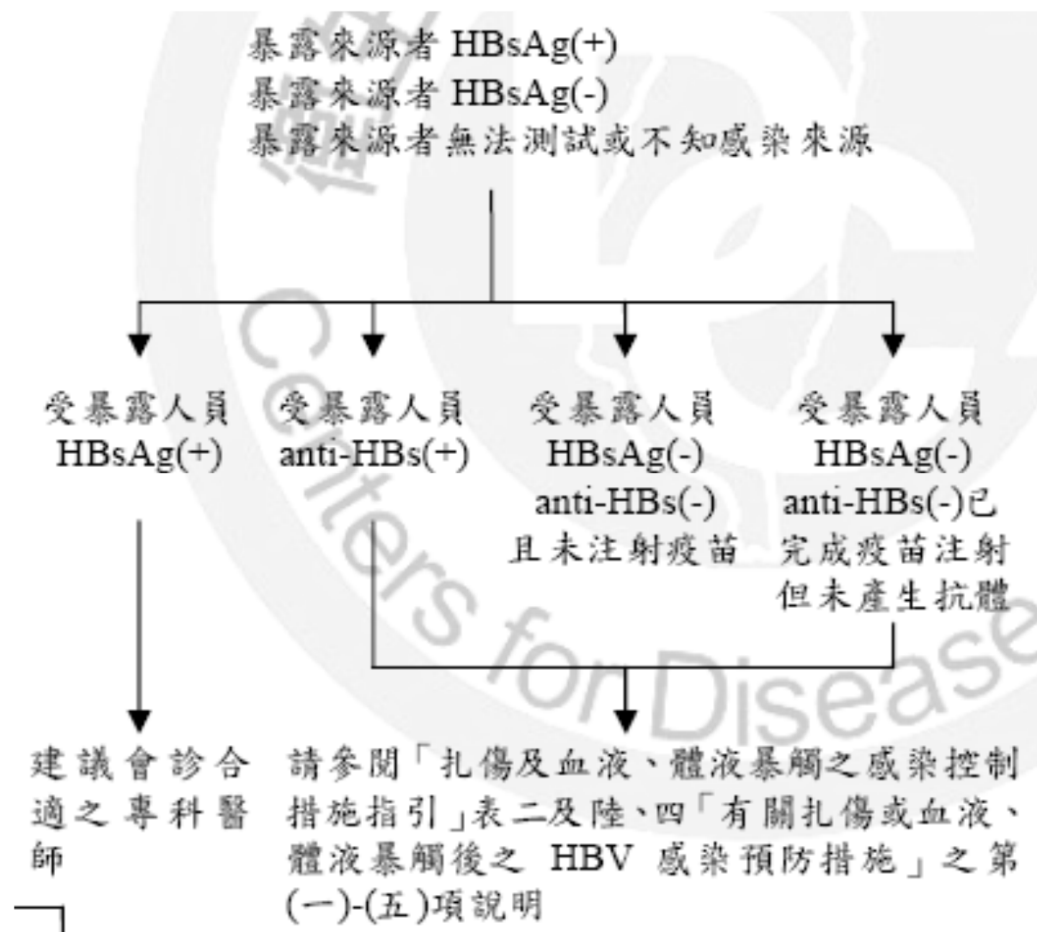 暴露來源者 HBsAg(+)
暴露來源者 HBsAg(-)
暴露來源者無法測試或不知感染來源
受暴露人員
HBsAg(+)
受暴露人員
anti-HBs(+)
受暴露人員
HBsAg(-)
anti-HBs(-)
且未注射疫苗
受暴露人員
HBsAg(-)
anti-HBs(-)已
完成疫苗注射
但未產生抗體
建議會診合
適之專科醫
師
請參閱「扎傷及血液、體液暴觸之感染控制
措施指引」表二及陸、四「有關扎傷或血液、
體液暴觸後之 HBV 感染預防措施」之第
(一)-(五)項說明
Centers for Disease